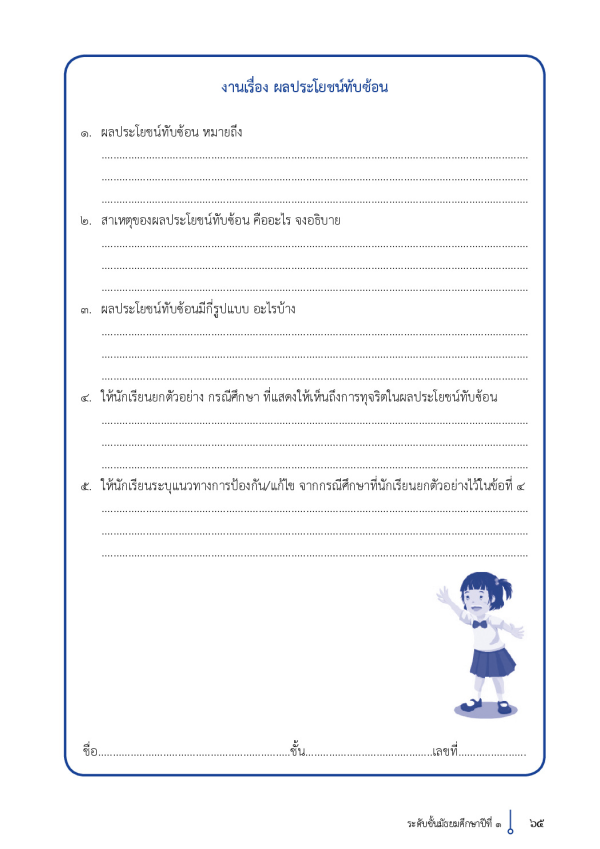 งานเรื่อง ผลประโยชน์ทับซ้อน
๑. ผลประโยชน์ทับซ้อน หมายถึง
................................................................................
................................................................................
................................................................................
๒. สาเหตุของผลประโยชน์ทับซ้อน คืออะไร จงอธิบาย
................................................................................
................................................................................
................................................................................
๓. ผลประโยชน์ทับซ้อนมีกี่รูปแบบ อะไรบ้าง
................................................................................
................................................................................
................................................................................
๔. ให้นักเรียนยกตัวอย่าง กรณีศึกษา ที่แสดงให้เห็นถึงการทุจริตในผลประโยชน์ทับซ้อน
................................................................................
................................................................................
................................................................................
๕. ให้นักเรียนระบุแนวทางการป้องกัน/แก้ไข จากกรณีศึกษาที่นักเรียนยกตัวอย่างไว้ในข้อที่ ๔
................................................................................
................................................................................
................................................................................
ชื่อ................................................ชั้น................................เลขที่.................
ระดับชั้นมัธยมศึกษาปีที่ ๑ ๖๕